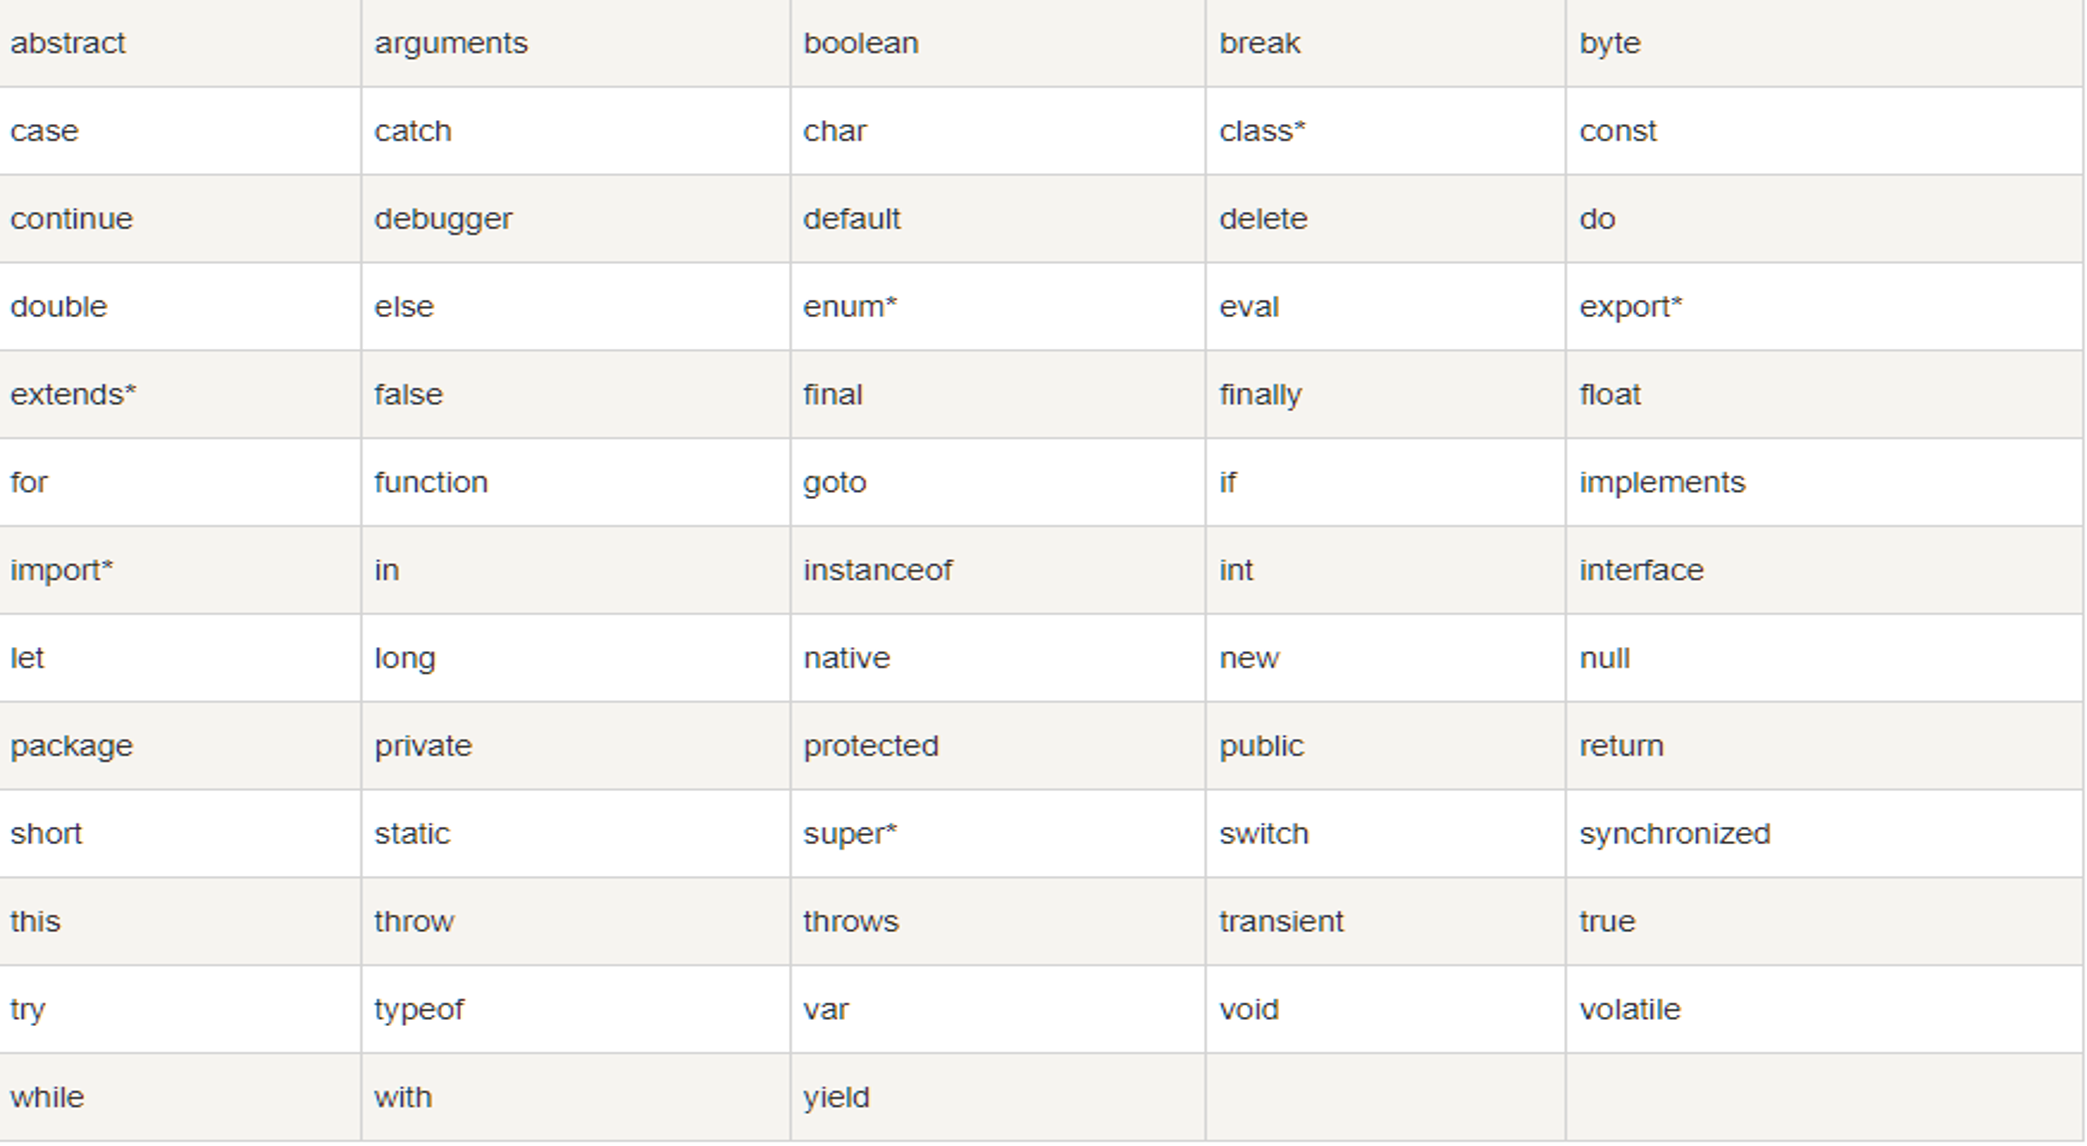 abstract arguments boolean break byte
case catch char class* const
continue debugger default delete do
double else enum* eval export*
extends* false final finally float
for function goto if implements
import* in instanceof int interface
let long native new null
package private protected public return
short static super* switch synchronized
this throw throws transient true
try typeof var void volatile
while with yield